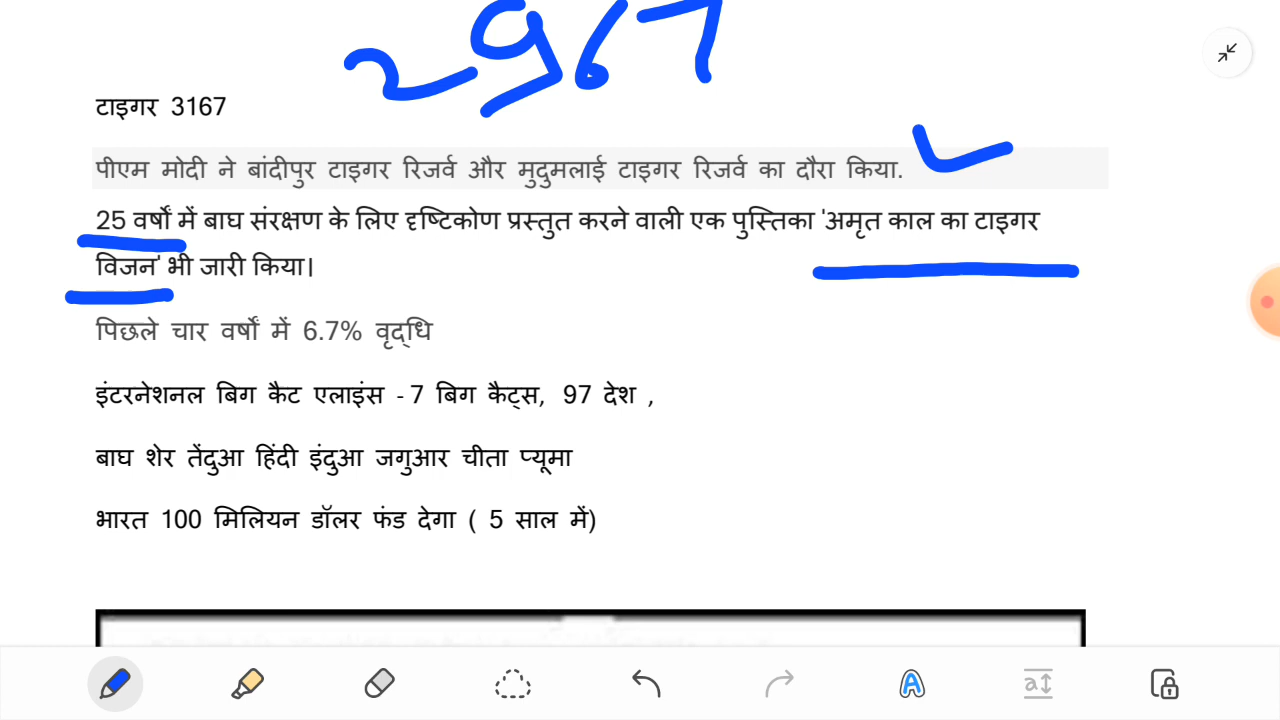 2967
टाइगर 3167
पीएम मोदी ने बांदीपुर टाइगर रिजर्व और मुदुमलाई टाइगर रिजर्व का दौरा किया.
25 वर्षों में बाघ संरक्षण के लिए दृष्टिकोण प्रस्तुत करने वाली एक पुस्तिका 'अमृत काल का टाइगर
विजन' भी जारी किया।
पिछले चार वर्षों में 6.7% वृद्धि
इंटरनेशनल बिग कैट एलाइंस - 7 बिग कैट्स, 97 देश ,
बाघ शेर तेंदुआ हिंदी इंदुआ जगुआर चीता प्यूमा
भारत 100 मिलियन डॉलर फंड देगा ( 5 साल में)
A
a